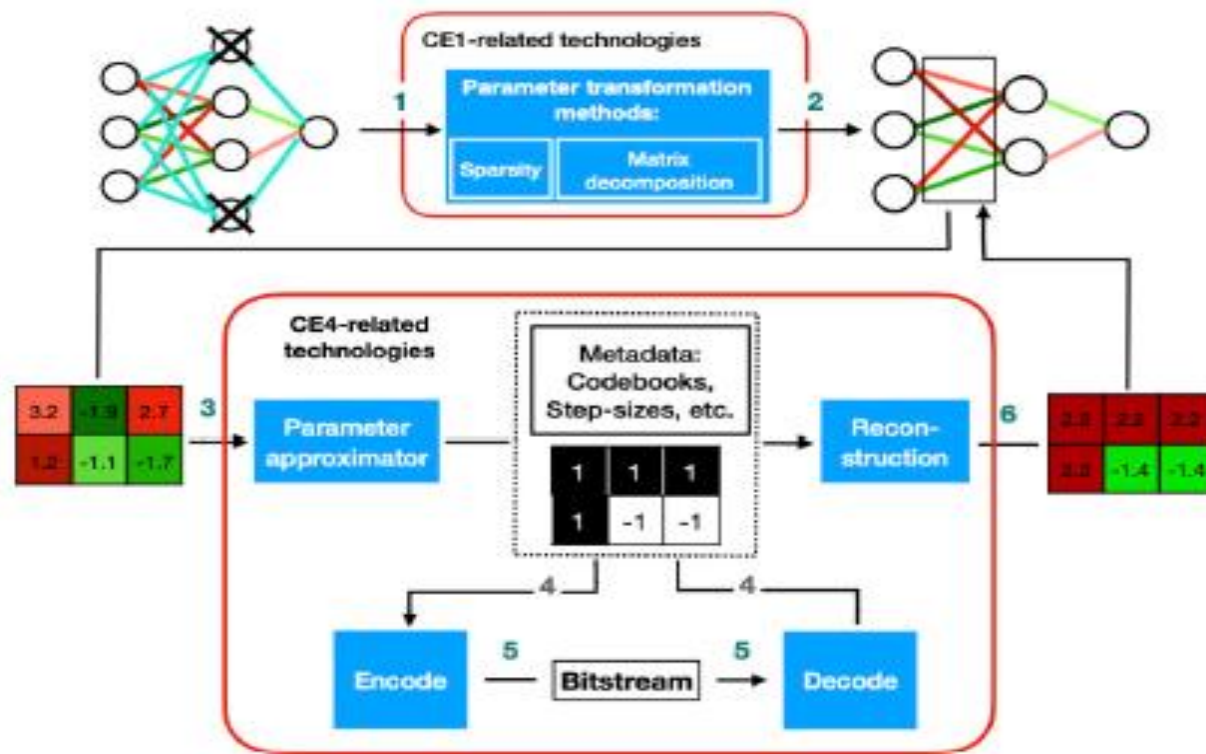 CE1-related technologies
1
Parameter transformation
methods:
2
Sparsity
Matrix
decomposition
CE4-related
technologies
Metadata:
Codebooks,
Step-sizes, etc.
3.2 -1.9 2.7
1.2 -1.1 -1.7
3
Parameter
approximator
1 1 1
1 -1 -1
Recon-
struction
6
2.2 2.2 2.2
2.2 -1.4 -1.4
4 4
Encode
5
Bitstream
5
Decode